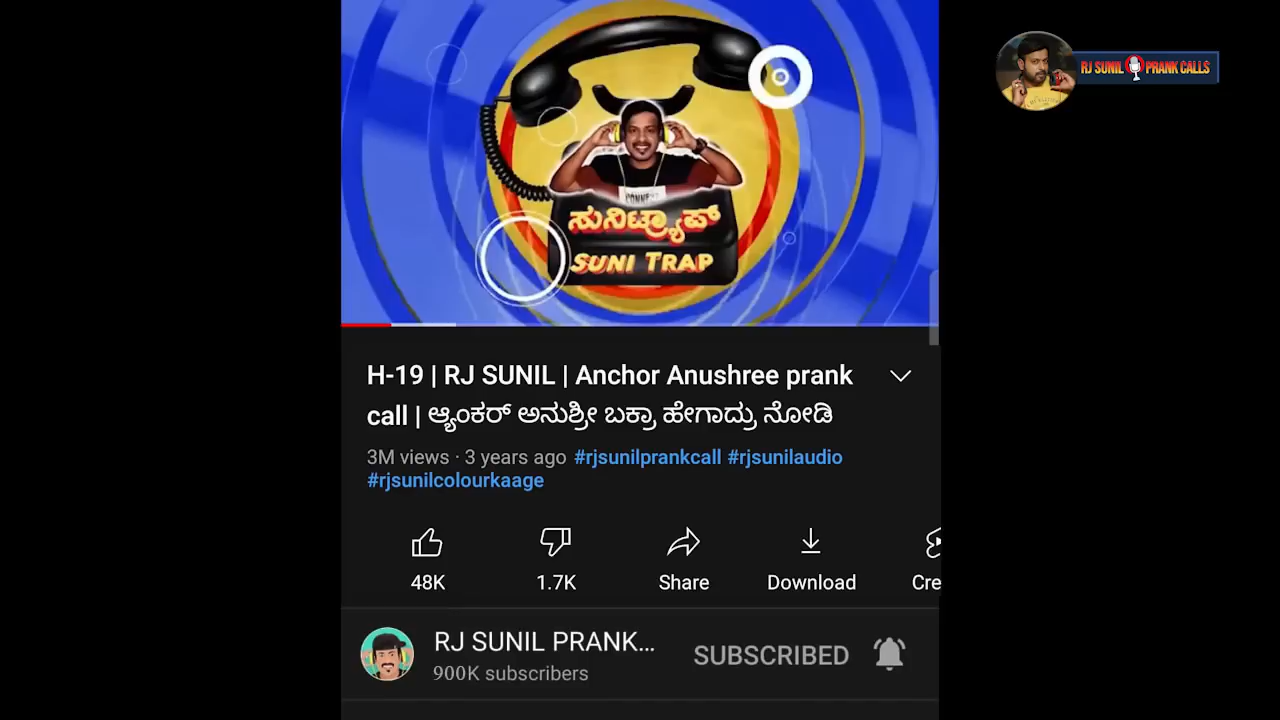 RJ SUNIL PRANK CALLS
CONNE
ಸುನಿಟ್ರ್ಯಾಪ್
SUNI TRAP
H-19 | RJ SUNIL | Anchor Anushree prank
call | ಆ್ಯಂಕರ್ ಅನುಶ್ರೀ ಬಕ್ರಾ ಹೇಗಾದ್ರು ನೋಡಿ
3M views · 3 years ago #rjsunilprankcall #rjsunilaudio
#rjsunilcolourkaage
48K 1.7K Share Download Cre
RJ SUNIL PRANK... SUBSCRIBED
900K subscribers